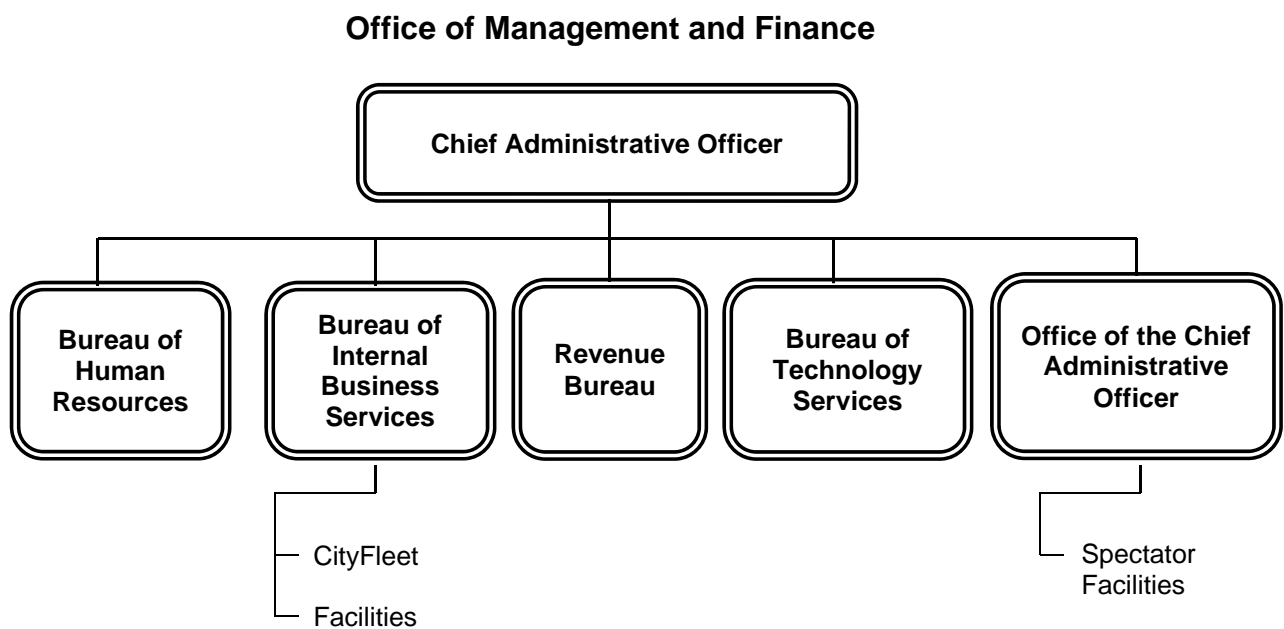 Office of Management and Finance
Chief Administrative Officer
Bureau of
Human
Resources
Bureau of
Internal
Business
Services
Revenue
Bureau
Bureau of
Technology
Services
Office of the Chief
Administrative
Officer
CityFleet
Facilities
Spectator
Facilities